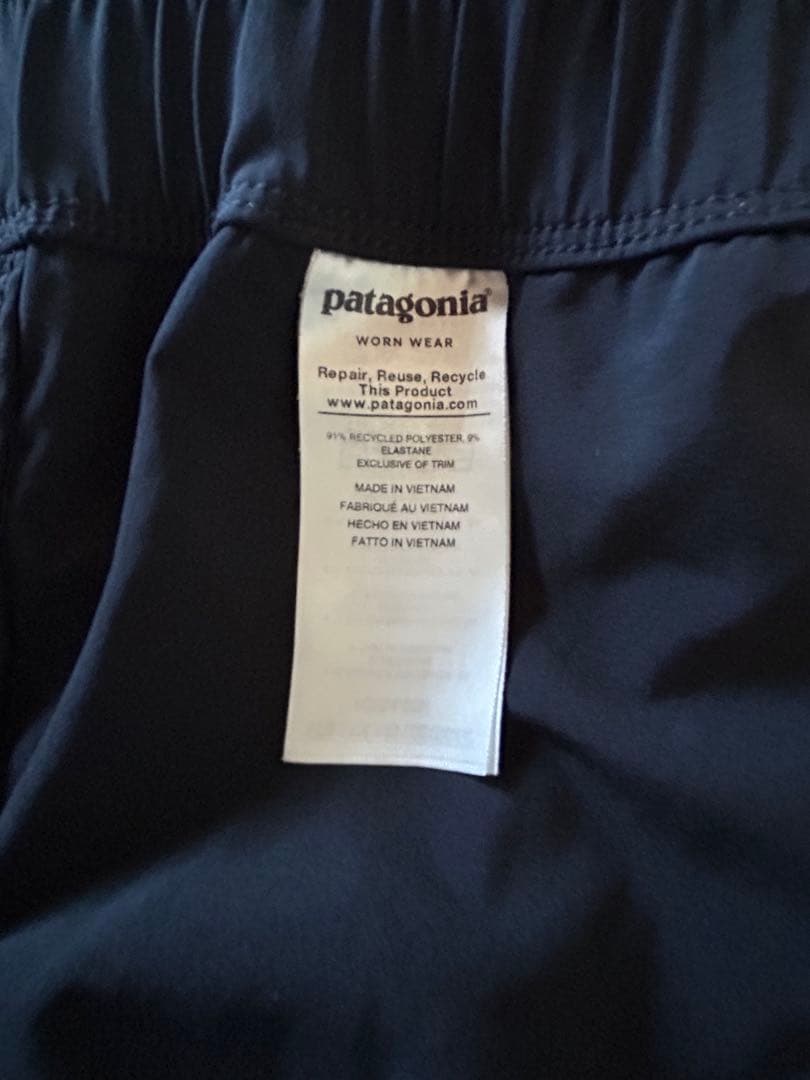 patagonia®
WORN WEAR
Repair, Reuse, Recycle
This Product
www.patagonia.com
91% RECYCLED POLYESTER, 9%
ELASTANE
EXCLUSIVE OF TRIM
MADE IN VIETNAM
FABRIQUÉ AU VIETNAM
HECHO EN VIETNAM
FATTO IN VIETNAM